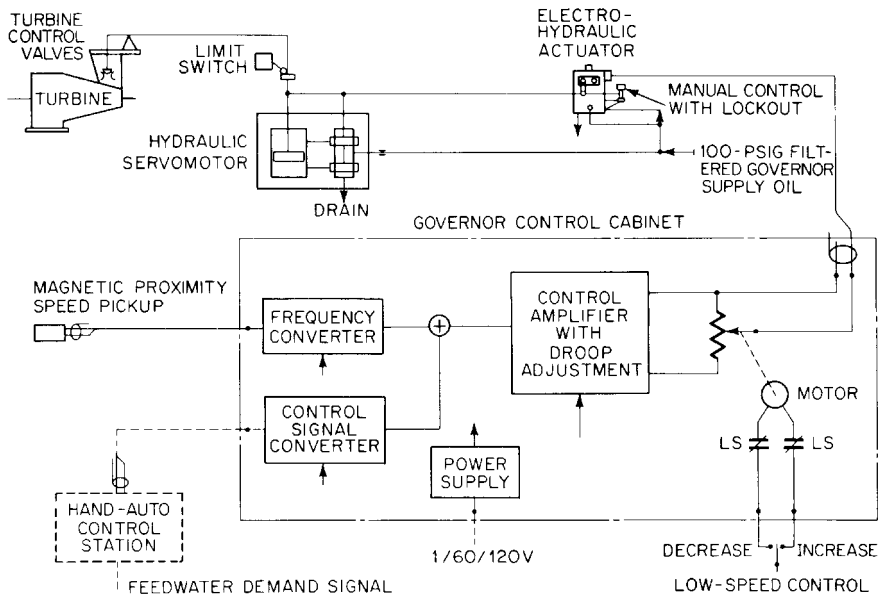 TURBINE
CONTROL
VALVES
TURBINE
LIMIT
SWITCH
ELECTRO-
HYDRAULIC
ACTUATOR
MANUAL CONTROL
WITH LOCKOUT
HYDRAULIC
SERVOMOTOR
DRAIN
100-PSIG FILT-
ERED GOVERNOR
SUPPLY OIL
GOVERNOR CONTROL CABINET
MAGNETIC PROXIMITY
SPEED PICKUP
FREQUENCY
CONVERTER
CONTROL
AMPLIFIER
WITH
DROOP
ADJUSTMENT
MOTOR
CONTROL
SIGNAL
CONVERTER
LS
LS
POWER
SUPPLY
HAND-AUTO
CONTROL
STATION
1/60/120V
DECREASE
INCREASE
FEEDWATER DEMAND SIGNAL
LOW-SPEED CONTROL